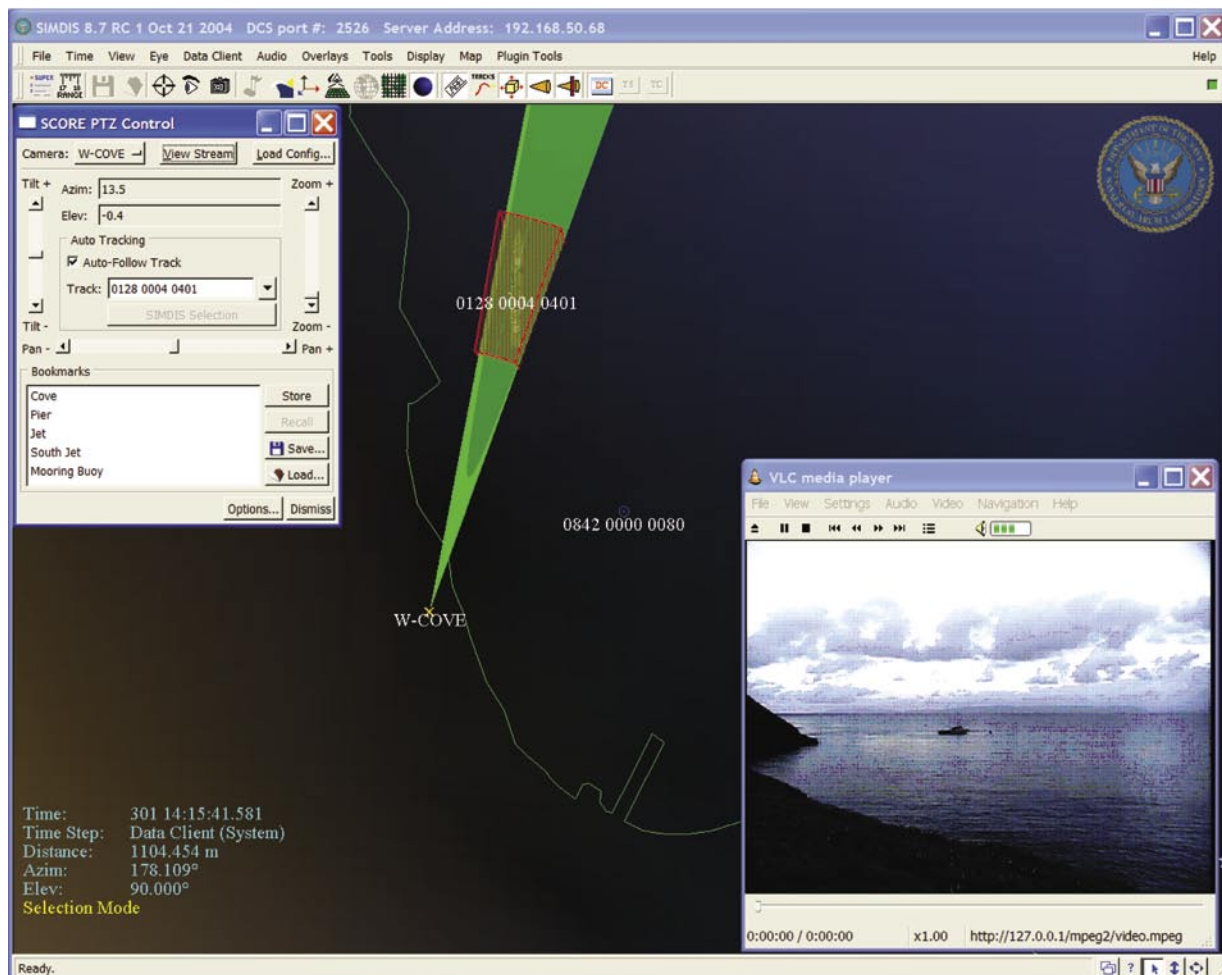 SIMDIS 8.7 RC 1 Oct 21 2004 DCS port #: 2526 Server Address: 192.168.50.68
File Time View Eye Data Client Audio Overlays Tools Display Map Plugin Tools Help
SUPER RANGE TRACKS DC TS TC
SCORE PTZ Control
Camera: W-COVE View Stream Load Config...
Tilt + Azim: 13.5 Zoom +
Elev: -0.4
Auto Tracking
Auto-Follow Track
Track: 0128 0004 0401
SIMDIS Selection
Tilt - Zoom -
Pan - Pan +
Bookmarks
Cove Store
Pier Recall
Jet
South Jet Save...
Mooring Buoy Load...
Options... Dismiss
0128 0004 0401
0842 0000 0080
W-COVE
VLC media player
File View Settings Audio Video Navigation Help
0:00:00 / 0:00:00 x1.00 http://127.0.0.1/mpeg2/video.mpeg
Time: 301 14:15:41.581
Time Step: Data Client (System)
Distance: 1104.454 m
Azim: 178.109°
Elev: 90.000°
Selection Mode
Ready.